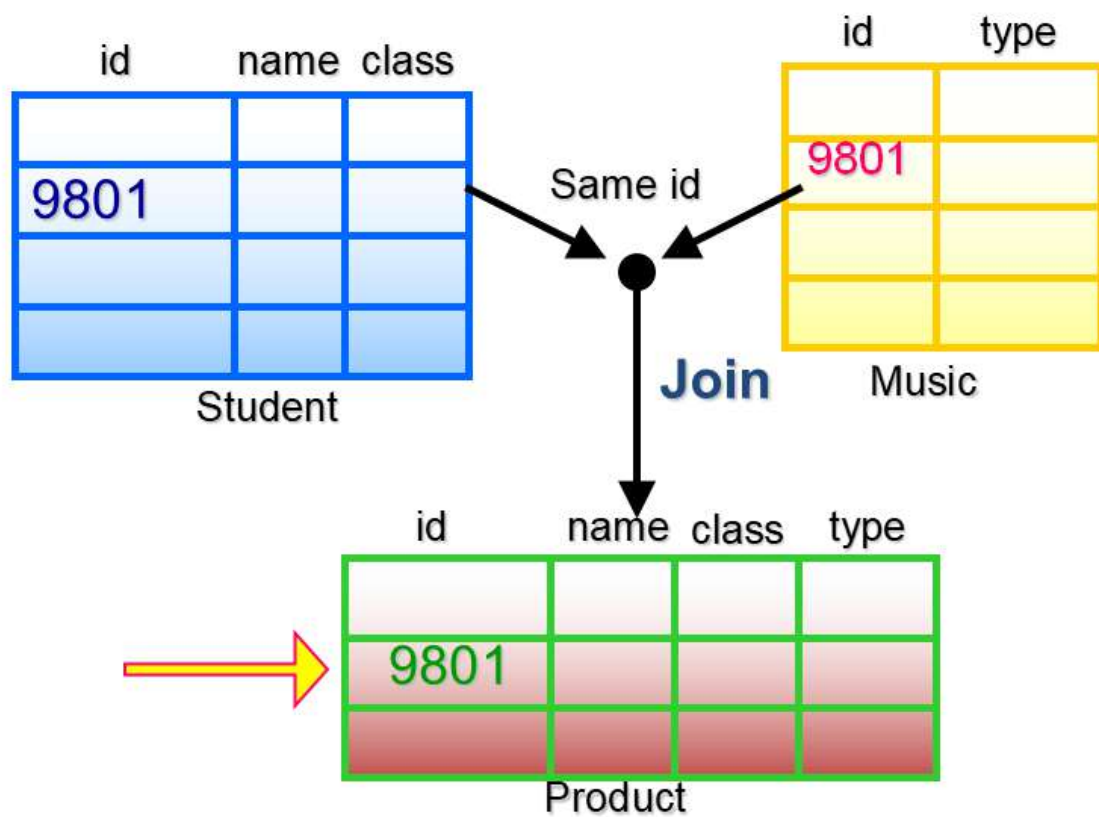 id name class
id type
9801
9801
Same id
Student
Music
Join
id name class type
9801
Product